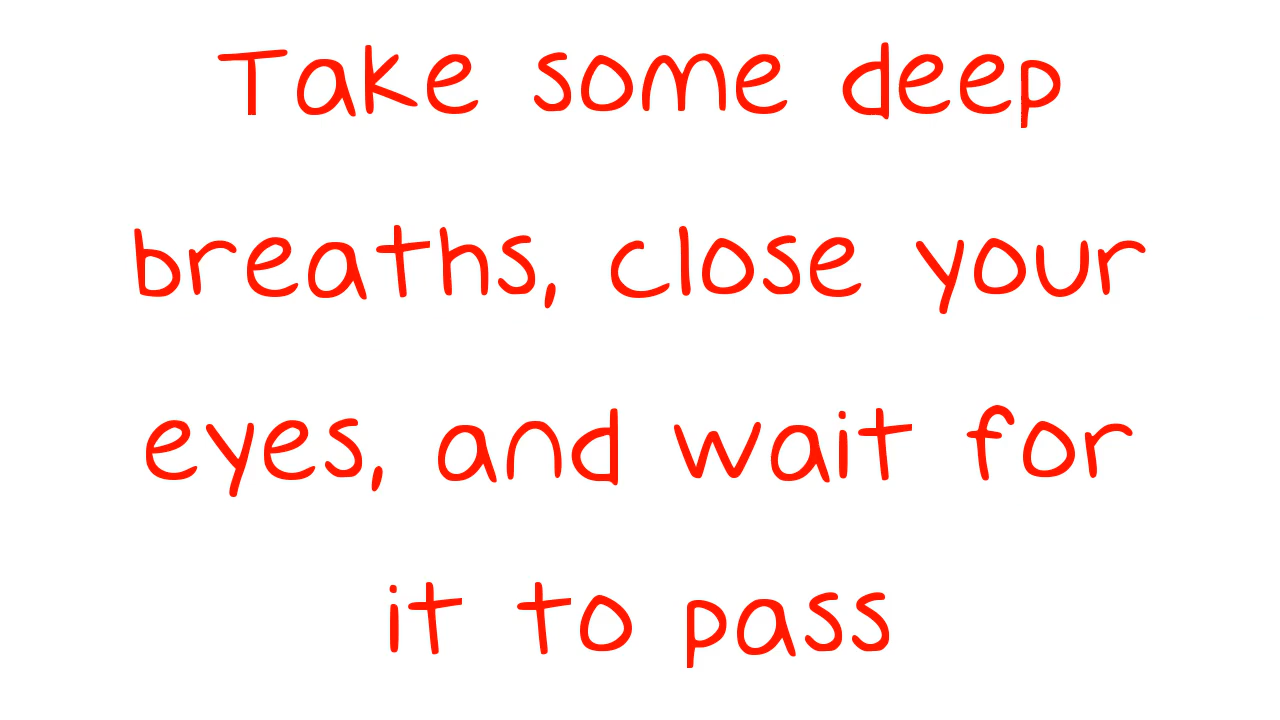 Take some deep
breaths, close your
eyes, and wait for
it to pass